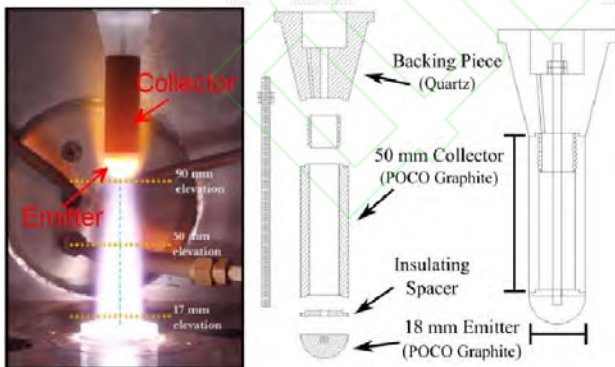 Collector
Emitter
90 mm
elevation
50 mm
elevation
17 mm
elevation
Backing Piece
(Quartz)
50 mm Collector
(POCO Graphite)
Insulating
Spacer
18 mm Emitter
(POCO Graphite)